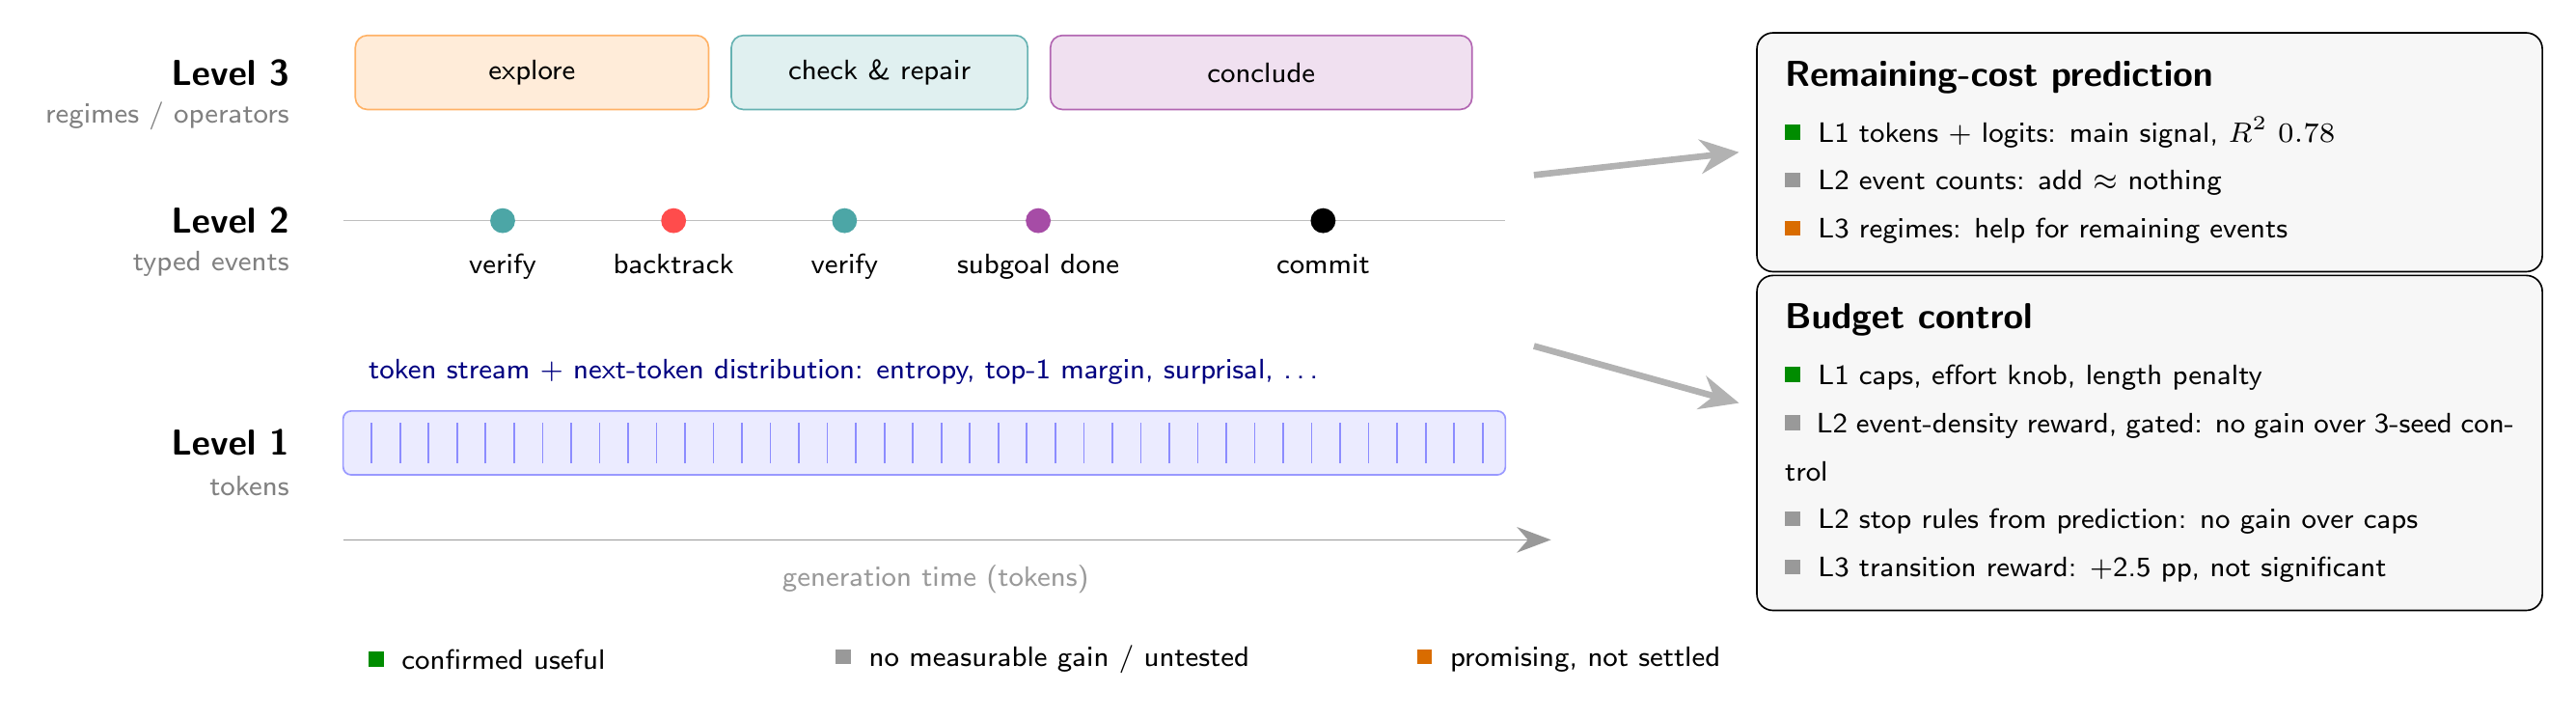 Level 3
regimes / operators
explore
check & repair
conclude
Level 2
typed events
verify
backtrack
verify
subgoal done
commit
token stream + next-token distribution: entropy, top-1 margin, surprisal, ...
Level 1
tokens
generation time (tokens)
Remaining-cost prediction
L1 tokens + logits: main signal, R² 0.78
L2 event counts: add ≈ nothing
L3 regimes: help for remaining events
Budget control
L1 caps, effort knob, length penalty
L2 event-density reward, gated: no gain over 3-seed con-
trol
L2 stop rules from prediction: no gain over caps
L3 transition reward: +2.5 pp, not significant
confirmed useful
no measurable gain / untested
promising, not settled